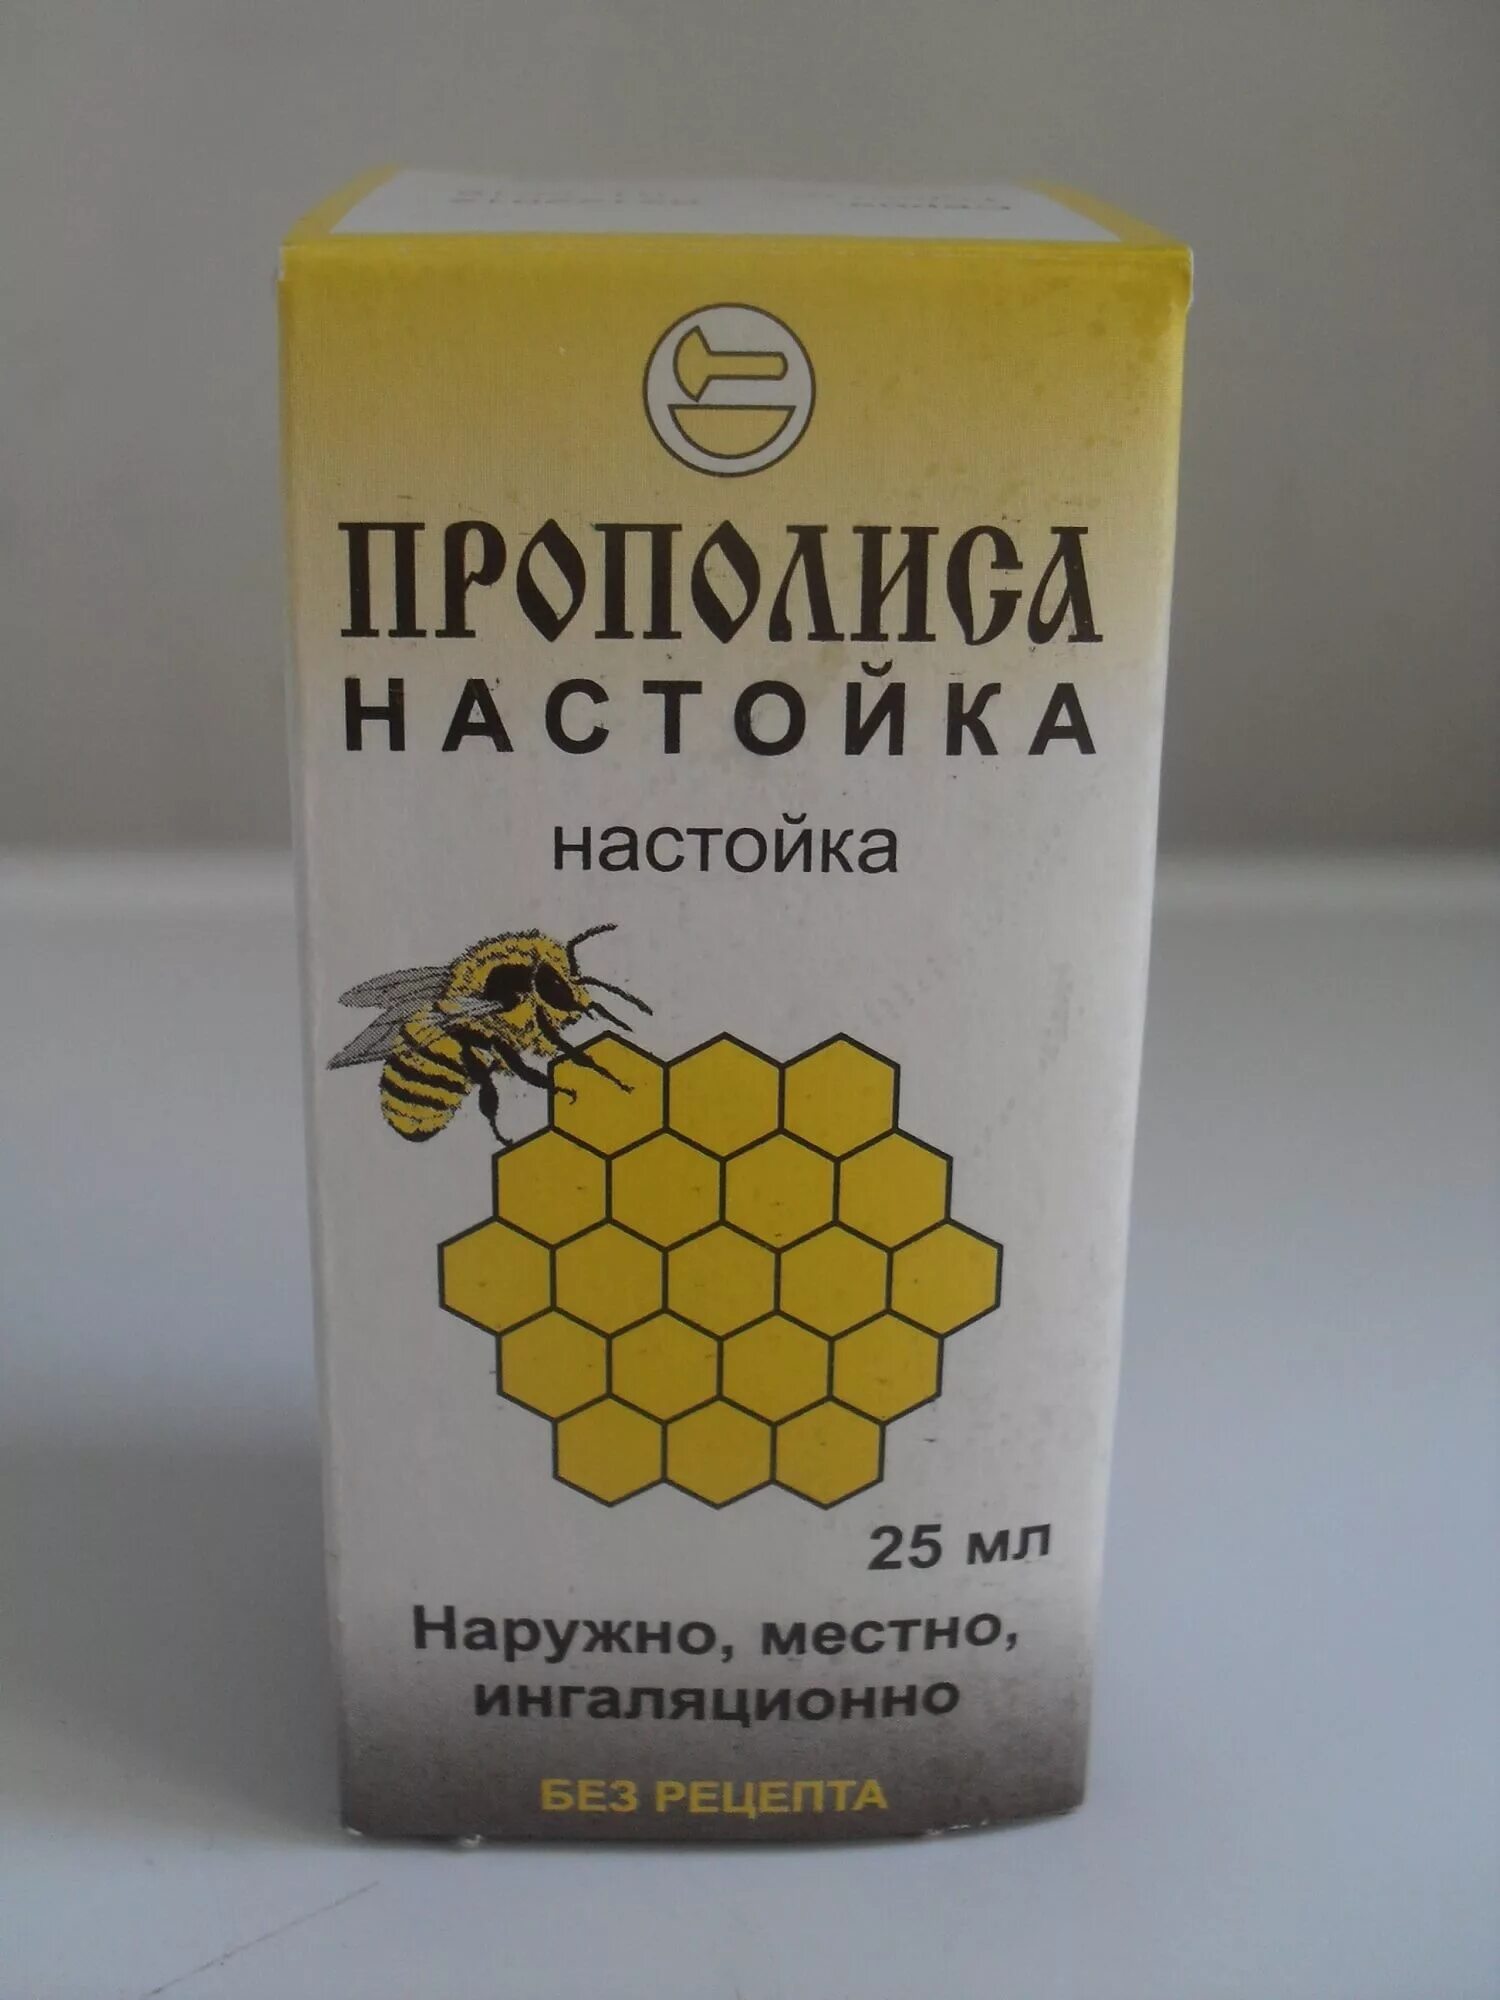 ПРОПОЛИСА
НАСТОЙКА
настойка
25 мл
Наружно, местно,
ингаляционно
БЕЗ РЕЦЕПТА